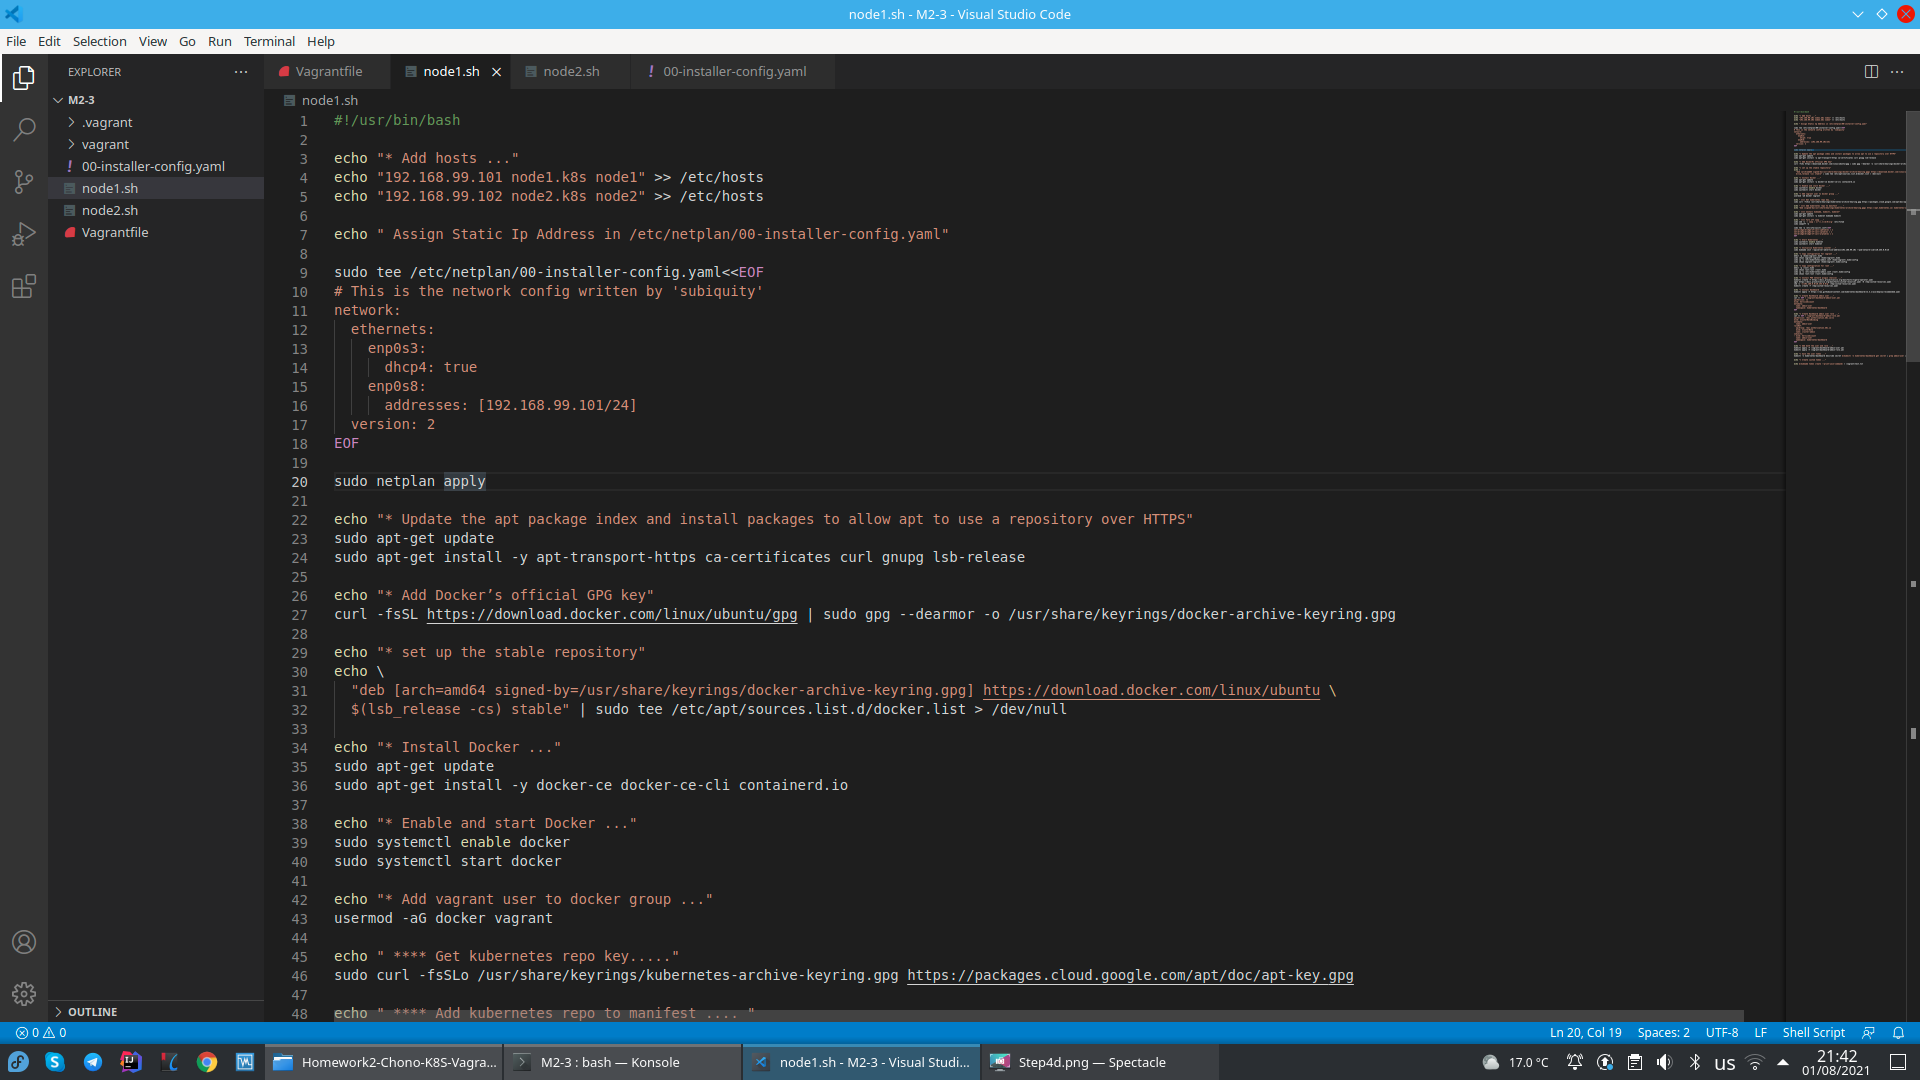 node1.sh - M2-3 - Visual Studio Code
File Edit Selection View Go Run Terminal Help
EXPLORER
M2-3
.vagrant
vagrant
! 00-installer-config.yaml
node1.sh
node2.sh
Vagrantfile
OUTLINE
Vagrantfile node1.sh node2.sh ! 00-installer-config.yaml
node1.sh
1 #!/usr/bin/bash
2
3 echo "* Add hosts ..."
4 echo "192.168.99.101 node1.k8s node1" >> /etc/hosts
5 echo "192.168.99.102 node2.k8s node2" >> /etc/hosts
6
7 echo " Assign Static Ip Address in /etc/netplan/00-installer-config.yaml"
8
9 sudo tee /etc/netplan/00-installer-config.yaml<<EOF
10 # This is the network config written by 'subiquity'
11 network:
12   ethernets:
13     enp0s3:
14       dhcp4: true
15     enp0s8:
16       addresses: [192.168.99.101/24]
17   version: 2
18 EOF
19
20 sudo netplan apply
21
22 echo "* Update the apt package index and install packages to allow apt to use a repository over HTTPS"
23 sudo apt-get update
24 sudo apt-get install -y apt-transport-https ca-certificates curl gnupg lsb-release
25
26 echo "* Add Docker’s official GPG key"
27 curl -fsSL https://download.docker.com/linux/ubuntu/gpg | sudo gpg --dearmor -o /usr/share/keyrings/docker-archive-keyring.gpg
28
29 echo "* set up the stable repository"
30 echo \
31   "deb [arch=amd64 signed-by=/usr/share/keyrings/docker-archive-keyring.gpg] https://download.docker.com/linux/ubuntu \
32   $(lsb_release -cs) stable" | sudo tee /etc/apt/sources.list.d/docker.list > /dev/null
33
34 echo "* Install Docker ..."
35 sudo apt-get update
36 sudo apt-get install -y docker-ce docker-ce-cli containerd.io
37
38 echo "* Enable and start Docker ..."
39 sudo systemctl enable docker
40 sudo systemctl start docker
41
42 echo "* Add vagrant user to docker group ..."
43 usermod -aG docker vagrant
44
45 echo " **** Get kubernetes repo key....."
46 sudo curl -fsSLo /usr/share/keyrings/kubernetes-archive-keyring.gpg https://packages.cloud.google.com/apt/doc/apt-key.gpg
47
48 echo " **** Add kubernetes repo to manifest .... "
0 0 Ln 20, Col 19 Spaces: 2 UTF-8 LF Shell Script
Homework2-Chono-K8S-Vagra... M2-3 : bash — Konsole node1.sh - M2-3 - Visual Studi... Step4d.png — Spectacle 17.0 °C us 21:42
01/08/2021